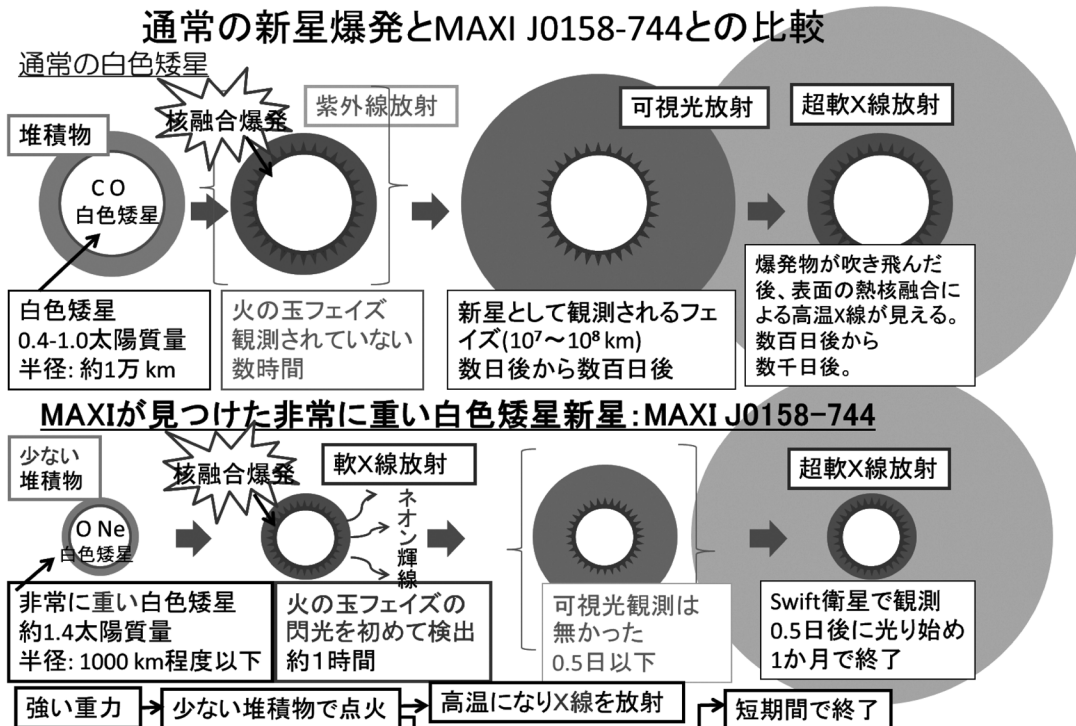 通常の新星爆発とMAXI J0158-744との比較
通常の白色矮星
堆積物
核融合爆発
紫外線放射
可視光放射
超軟X線放射
C O
白色矮星
白色矮星
0.4-1.0太陽質量
半径: 約1万 km
火の玉フェイズ
観測されていない
数時間
新星として観測されるフェ
イズ(10⁷～10⁸ km)
数日後から数百日後
爆発物が吹き飛んだ
後、表面の熱核融合に
よる高温X線が見える。
数百日後から
数千日後。
MAXIが見つけた非常に重い白色矮星新星：MAXI J0158-744
少ない
堆積物
核融合爆発
軟X線放射
超軟X線放射
O Ne
白色矮星
ネオン輝線
非常に重い白色矮星
約1.4太陽質量
半径: 1000 km程度以下
火の玉フェイズの
閃光を初めて検出
約１時間
可視光観測は
無かった
0.5日以下
Swift衛星で観測
0.5日後に光り始め
1か月で終了
強い重力
少ない堆積物で点火
高温になりX線を放射
短期間で終了